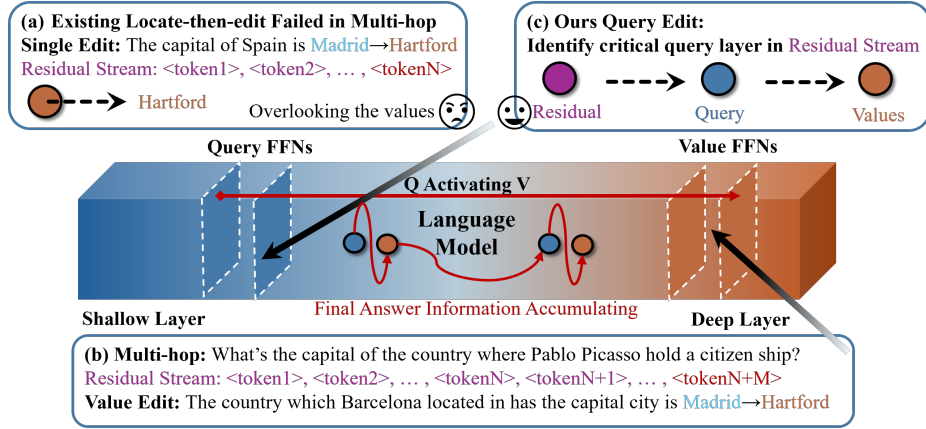 (a) Existing Locate-then-edit Failed in Multi-hop
Single Edit: The capital of Spain is Madrid→Hartford
Residual Stream: <token1>, <token2>, … , <tokenN>
Hartford
Overlooking the values
(c) Ours Query Edit:
Identify critical query layer in Residual Stream
Residual
Query
Values
Query FFNs
Value FFNs
Q Activating V
Language
Model
Final Answer Information Accumulating
Shallow Layer
Deep Layer
(b) Multi-hop: What's the capital of the country where Pablo Picasso hold a citizen ship?
Residual Stream: <token1>, <token2>, … , <tokenN>, <tokenN+1>, … , <tokenN+M>
Value Edit: The country which Barcelona located in has the capital city is Madrid→Hartford